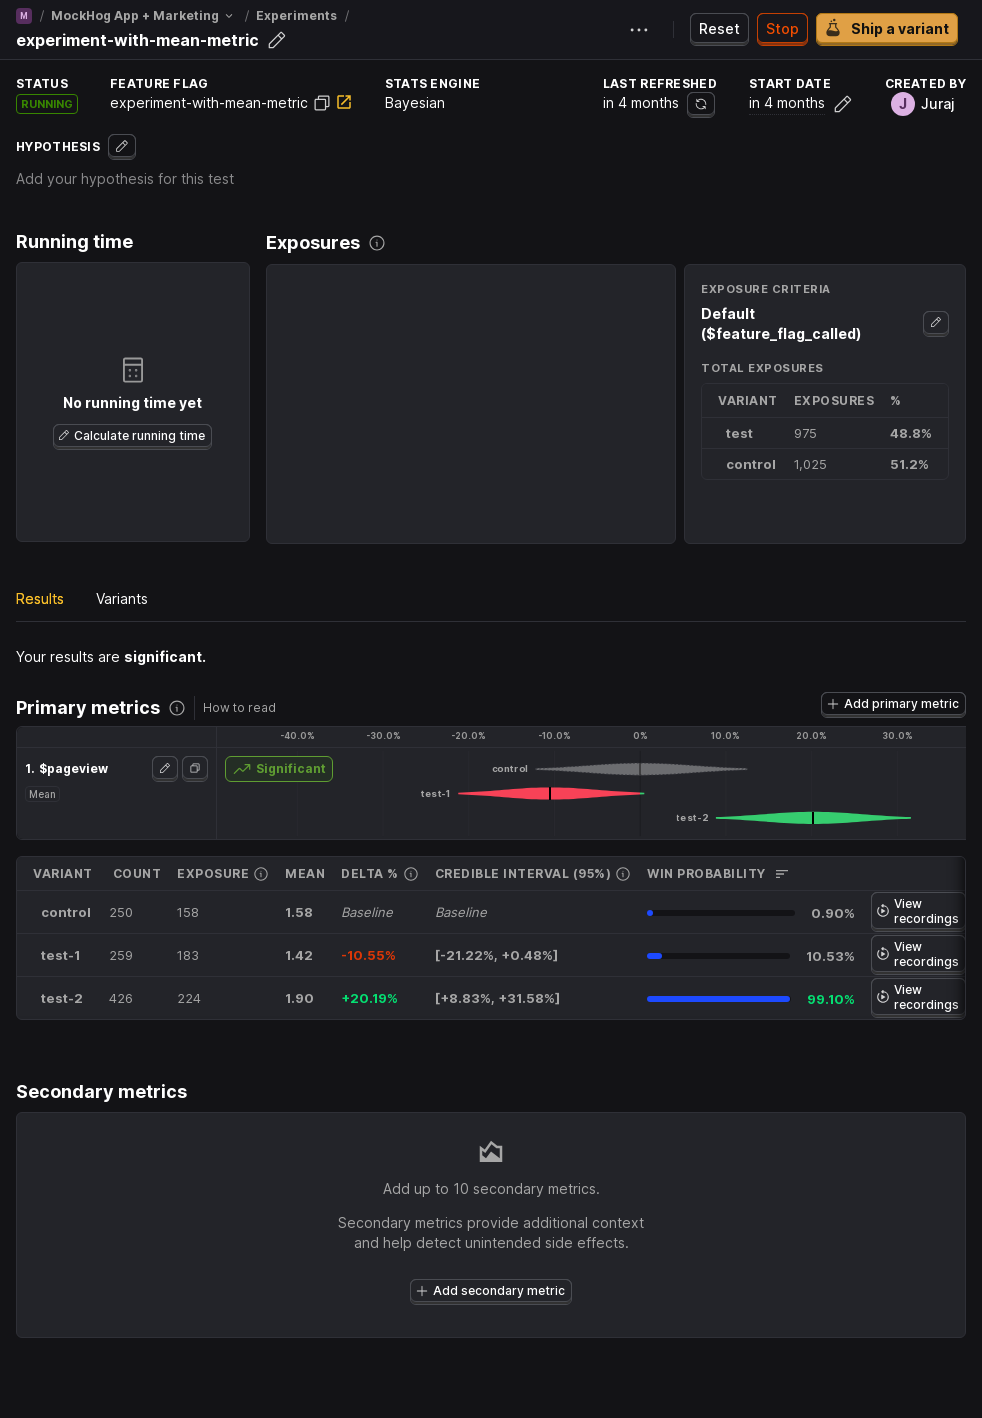 M / MockHog App + Marketing / Experiments /
experiment-with-mean-metric
Reset
Stop
Ship a variant
STATUS
RUNNING
FEATURE FLAG
experiment-with-mean-metric
STATS ENGINE
Bayesian
LAST REFRESHED
in 4 months
START DATE
in 4 months
CREATED BY
J Juraj
HYPOTHESIS
Add your hypothesis for this test
Running time
No running time yet
Calculate running time
Exposures
EXPOSURE CRITERIA
Default
($feature_flag_called)
TOTAL EXPOSURES
VARIANT EXPOSURES %
test 975 48.8%
control 1,025 51.2%
Results Variants
Your results are significant.
Primary metrics How to read
Add primary metric
-40.0% -30.0% -20.0% -10.0% 0% 10.0% 20.0% 30.0%
1. $pageview
Mean
Significant
control
test-1
test-2
VARIANT COUNT EXPOSURE MEAN DELTA % CREDIBLE INTERVAL (95%) WIN PROBABILITY
control 250 158 1.58 Baseline Baseline 0.90% View
recordings
test-1 259 183 1.42 -10.55% [-21.22%, +0.48%] 10.53% View
recordings
test-2 426 224 1.90 +20.19% [+8.83%, +31.58%] 99.10% View
recordings
Secondary metrics
Add up to 10 secondary metrics.
Secondary metrics provide additional context
and help detect unintended side effects.
Add secondary metric